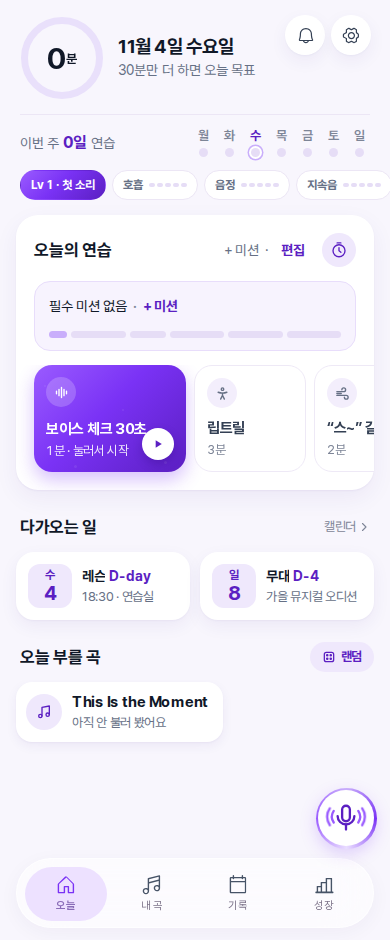 0분
11월 4일 수요일
30분만 더 하면 오늘 목표
이번 주 0일 연습
월 화 수 목 금 토 일
Lv 1 · 첫 소리
호흡
음정
지속음
오늘의 연습
+ 미션 · 편집
필수 미션 없음 · + 미션
보이스 체크 30초
1분 · 눌러서 시작
립트릴
3분
“스~” 길
2분
다가오는 일
캘린더
수
4
레슨 D-day
18:30 · 연습실
일
8
무대 D-4
가을 뮤지컬 오디션
오늘 부를 곡
랜덤
This Is the Moment
아직 안 불러 봤어요
오늘
내 곡
기록
성장